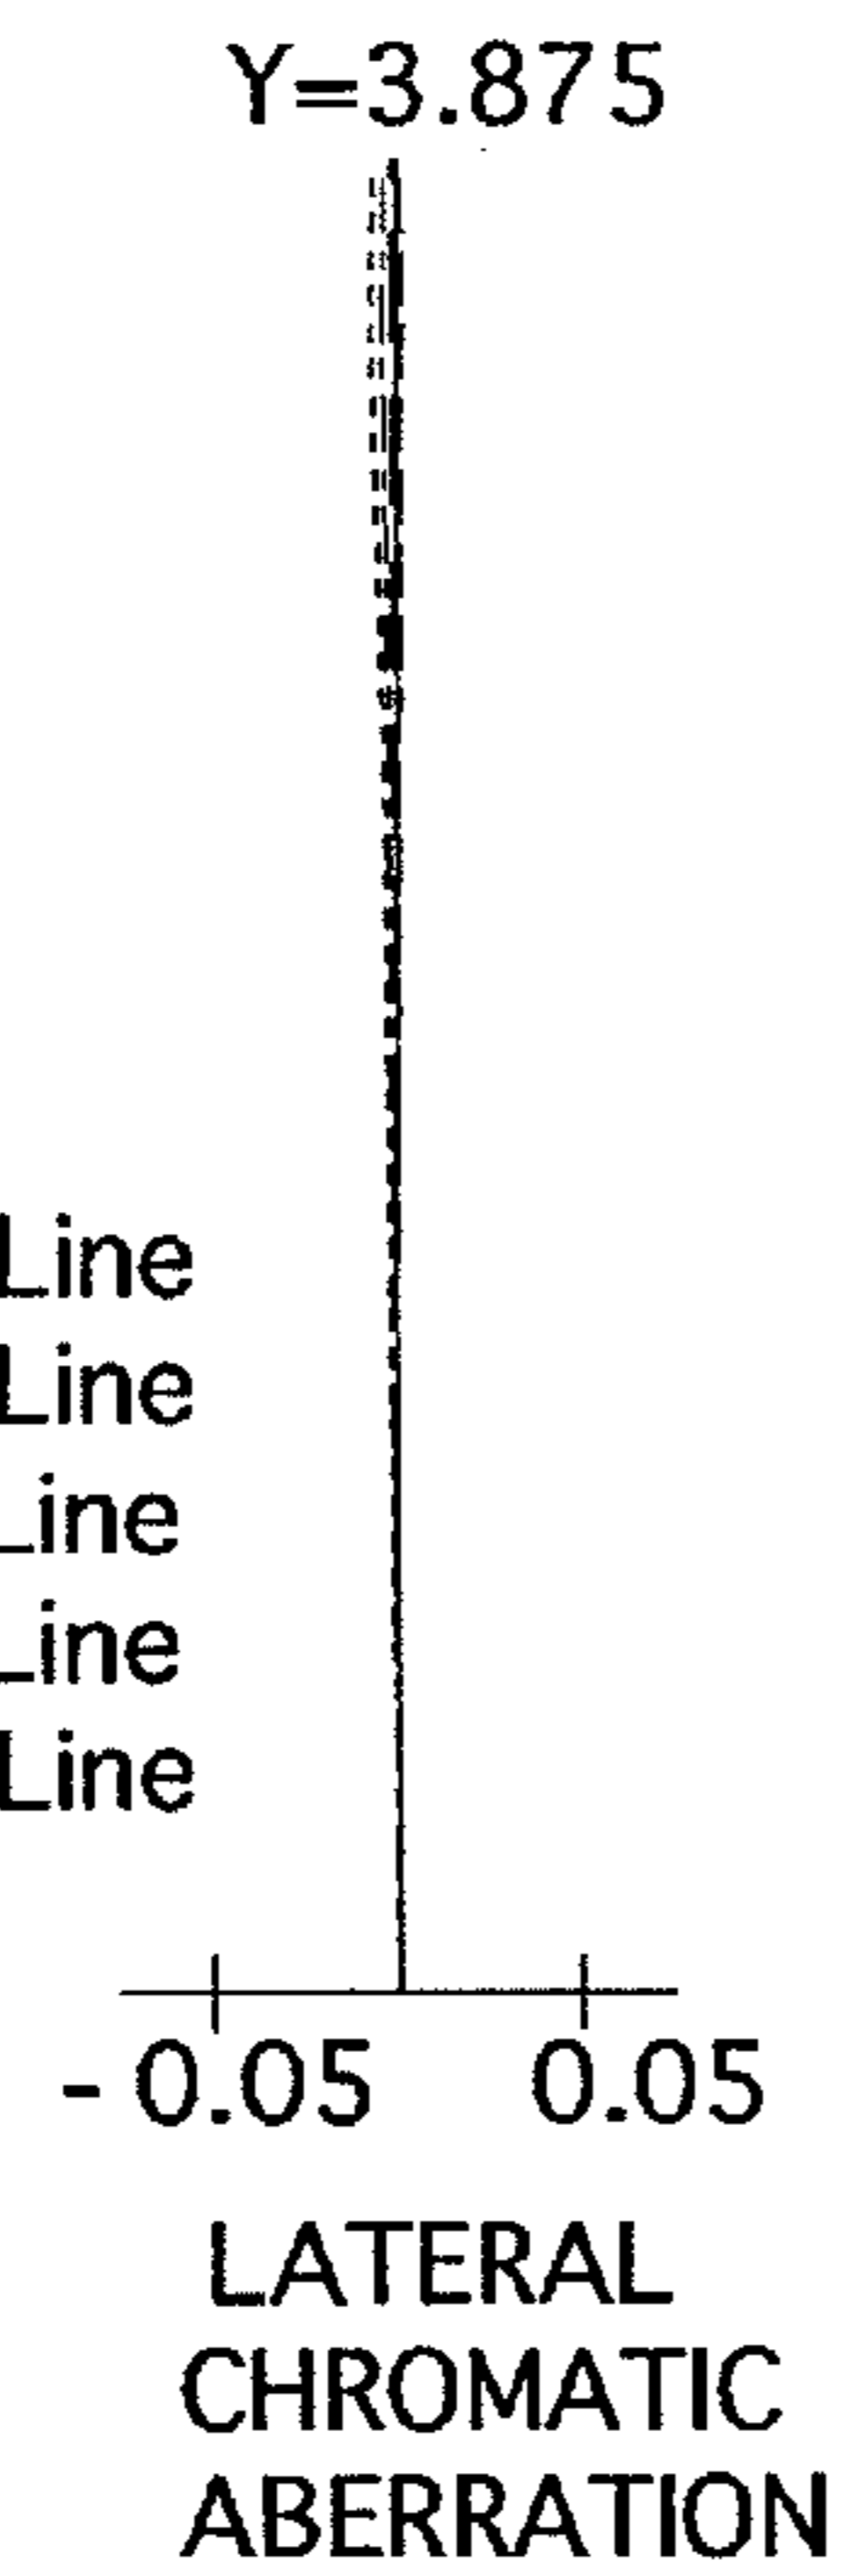 Y=3.875
Line
Line
Line
Line
Line
-0.05 0.05
LATERAL
CHROMATIC
ABERRATION